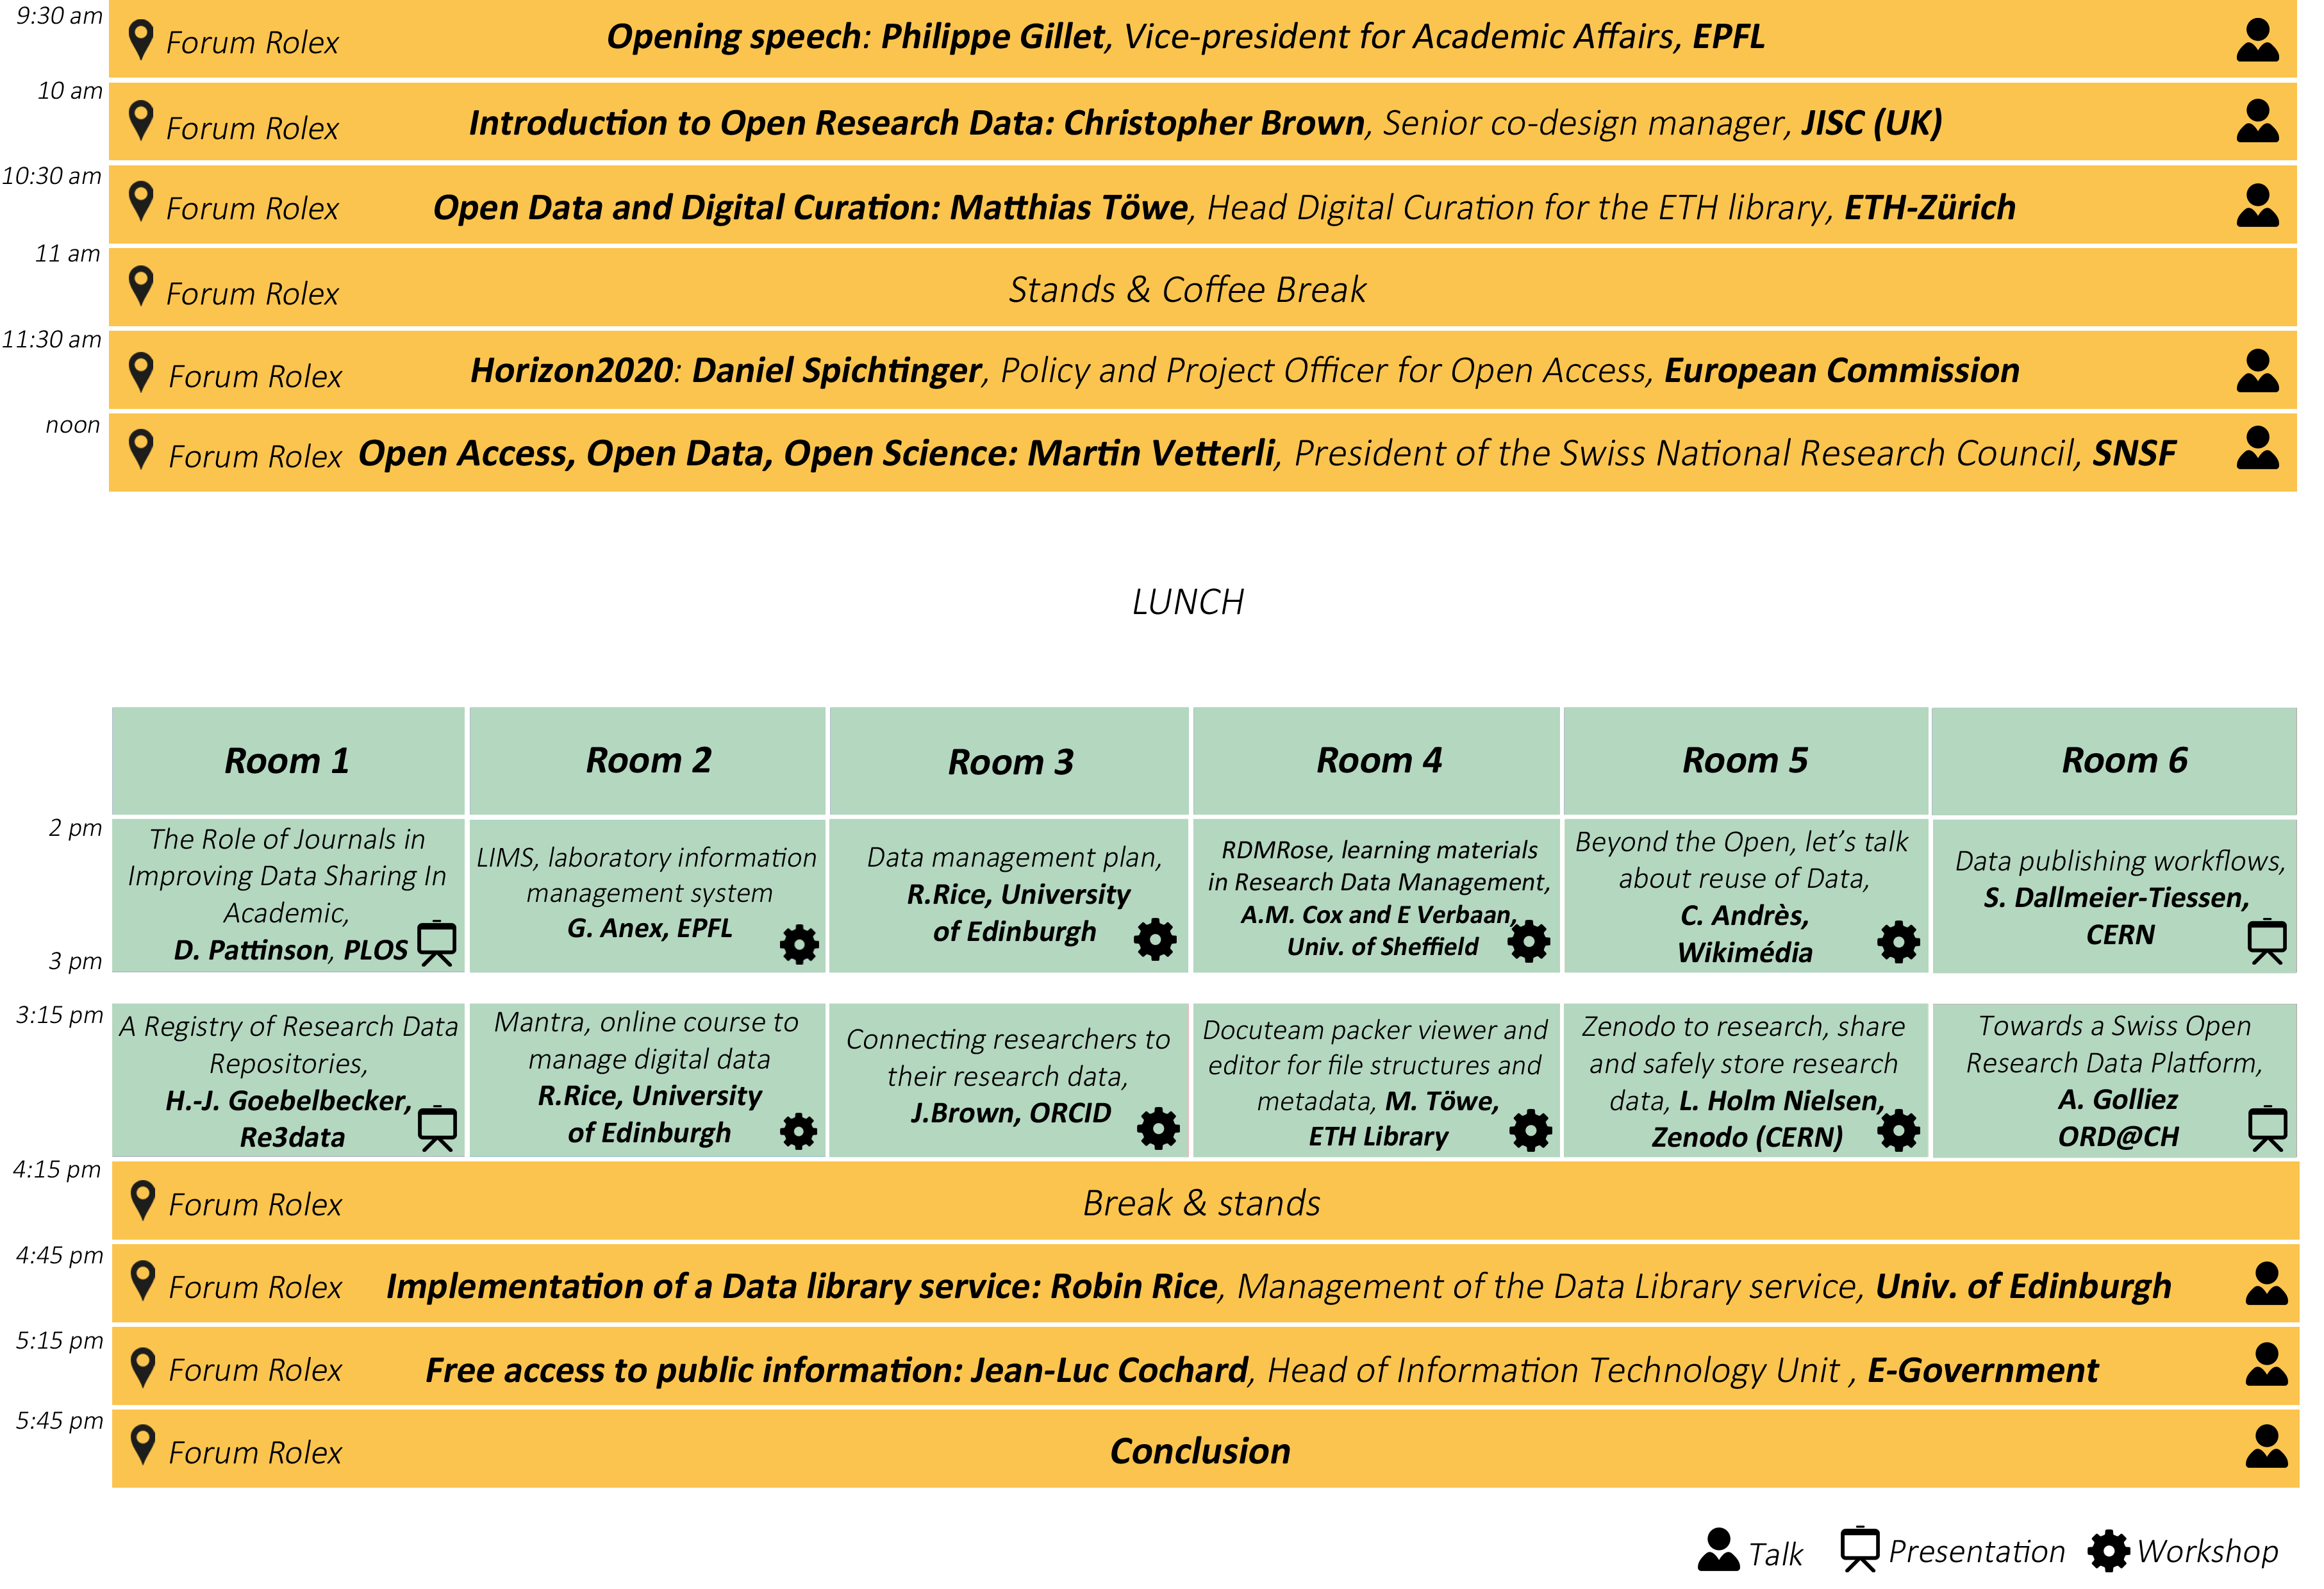 9:30 am
Forum Rolex
Opening speech: Philippe Gillet, Vice-president for Academic Affairs, EPFL
10 am
Forum Rolex
Introduction to Open Research Data: Christopher Brown, Senior co-design manager, JISC (UK)
10:30 am
Forum Rolex
Open Data and Digital Curation: Matthias Töwe, Head Digital Curation for the ETH library, ETH-Zürich
11 am
Forum Rolex
Stands & Coffee Break
11:30 am
Forum Rolex
Horizon2020: Daniel Spichtinger, Policy and Project Officer for Open Access, European Commission
noon
Forum Rolex
Open Access, Open Data, Open Science: Martin Vetterli, President of the Swiss National Research Council, SNSF
LUNCH
Room 1
Room 2
Room 3
Room 4
Room 5
Room 6
2 pm
The Role of Journals in
Improving Data Sharing In
Academic,
D. Pattinson, PLOS
LIMS, laboratory information
management system
G. Anex, EPFL
Data management plan,
R.Rice, University
of Edinburgh
RDMRose, learning materials
in Research Data Management,
A.M. Cox and E Verbaan,
Univ. of Sheffield
Beyond the Open, let's talk
about reuse of Data,
C. Andrès,
Wikimédia
Data publishing workflows,
S. Dallmeier-Tiessen,
CERN
3 pm
3:15 pm
A Registry of Research Data
Repositories,
H.-J. Goebelbecker,
Re3data
Mantra, online course to
manage digital data
R.Rice, University
of Edinburgh
Connecting researchers to
their research data,
J.Brown, ORCID
Docuteam packer viewer and
editor for file structures and
metadata, M. Töwe,
ETH Library
Zenodo to research, share
and safely store research
data, L. Holm Nielsen,
Zenodo (CERN)
Towards a Swiss Open
Research Data Platform,
A. Golliez
ORD@CH
4:15 pm
Forum Rolex
Break & stands
4:45 pm
Forum Rolex
Implementation of a Data library service: Robin Rice, Management of the Data Library service, Univ. of Edinburgh
5:15 pm
Forum Rolex
Free access to public information: Jean-Luc Cochard, Head of Information Technology Unit , E-Government
5:45 pm
Forum Rolex
Conclusion
Talk
Presentation
Workshop